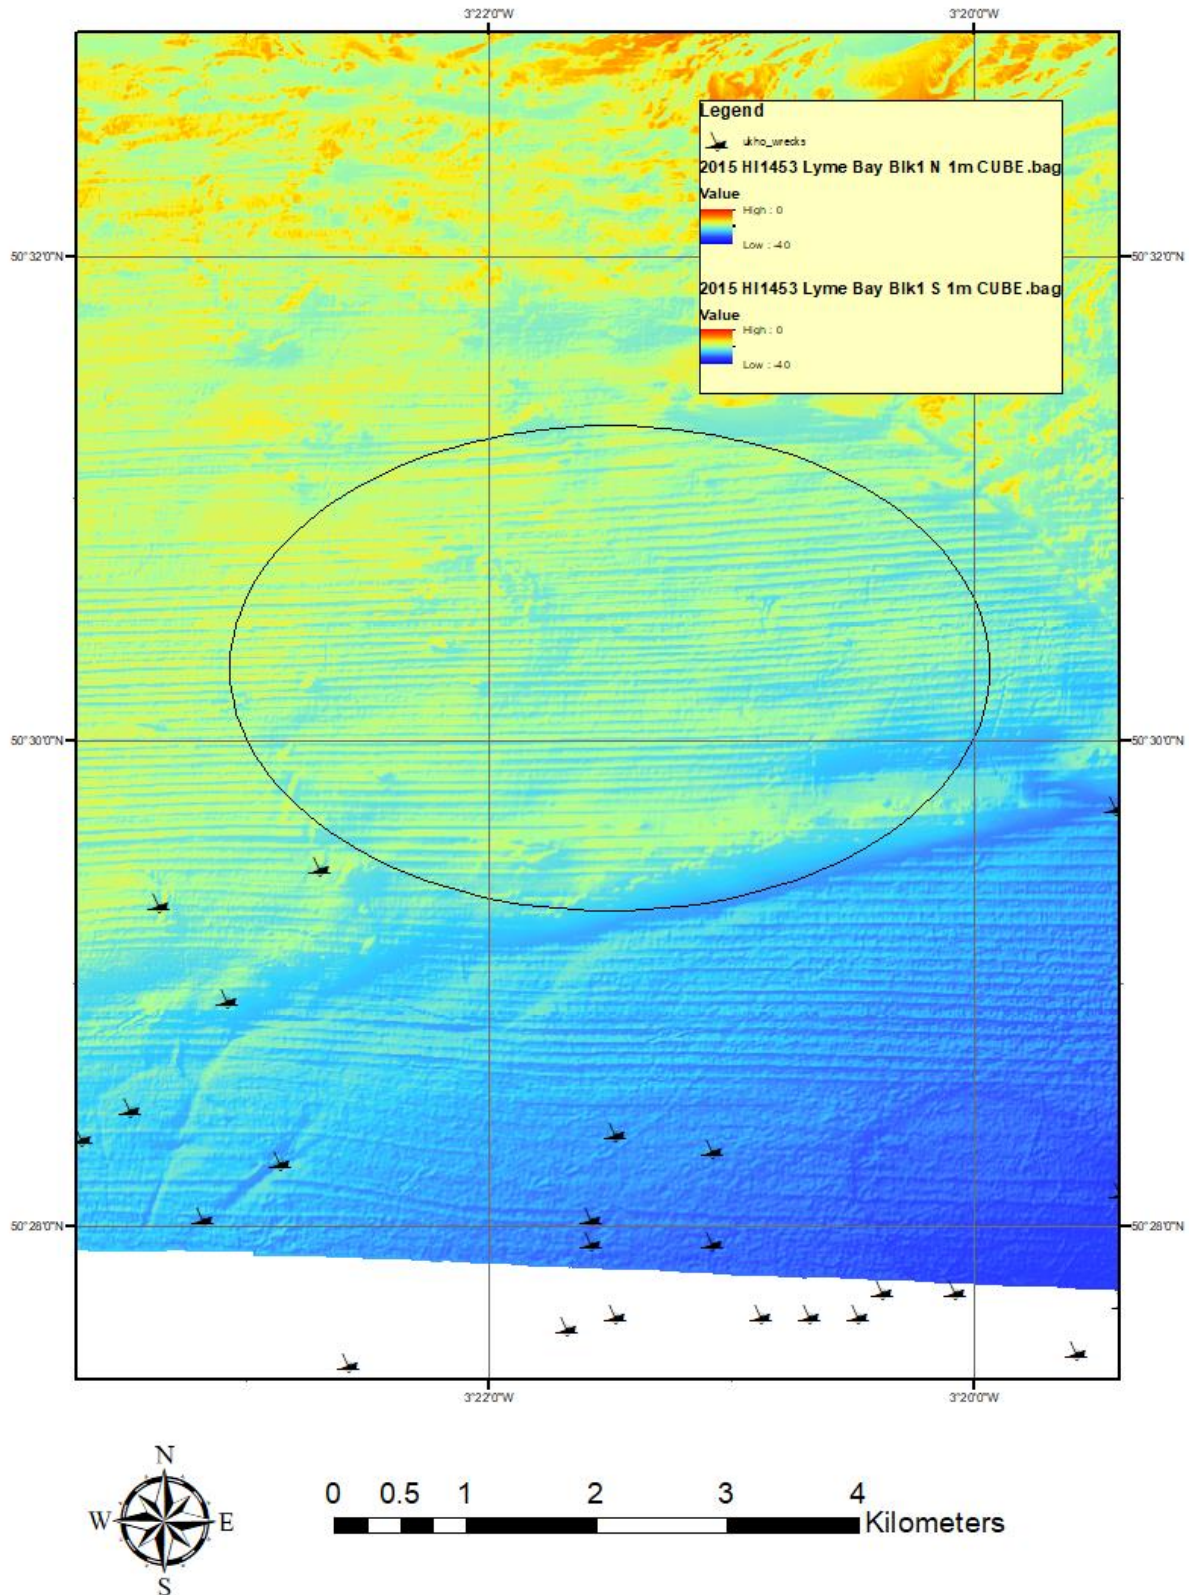 3°22'0"W 3°20'0"W
Legend
ukho_wrecks
2015 HI1453 Lyme Bay Blk1 N 1m CUBE.bag
Value
High : 0
Low : -40
50°32'0"N 50°32'0"N
2015 HI1453 Lyme Bay Blk1 S 1m CUBE.bag
Value
High : 0
Low : -40
50°30'0"N 50°30'0"N
50°28'0"N 50°28'0"N
3°22'0"W 3°20'0"W
N
W E
S
0 0.5 1 2 3 4
Kilometers